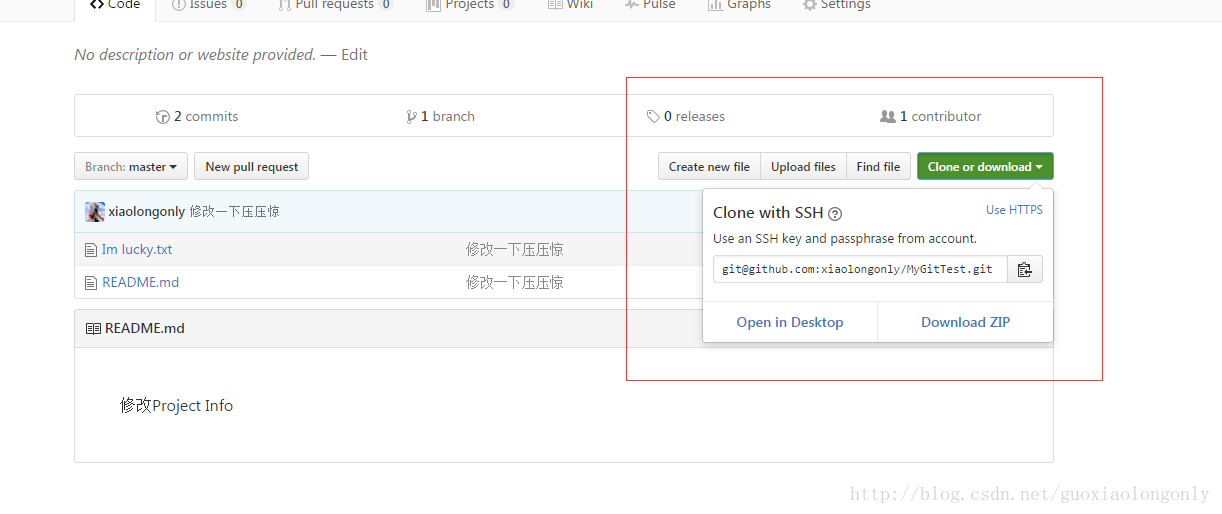 Code Issues 0 Pull requests 0 Projects 0 Wiki Pulse Graphs Settings
No description or website provided. — Edit
2 commits 1 branch 0 releases 1 contributor
Branch: master New pull request Create new file Upload files Find file Clone or download
xiaolongonly 修改一下压压惊
Im lucky.txt 修改一下压压惊
README.md 修改一下压压惊
Clone with SSH ? Use HTTPS
Use an SSH key and passphrase from account.
git@github.com:xiaolongonly/MyGitTest.git
Open in Desktop Download ZIP
README.md
修改Project Info
http://blog.csdn.net/guoxiaolongonly